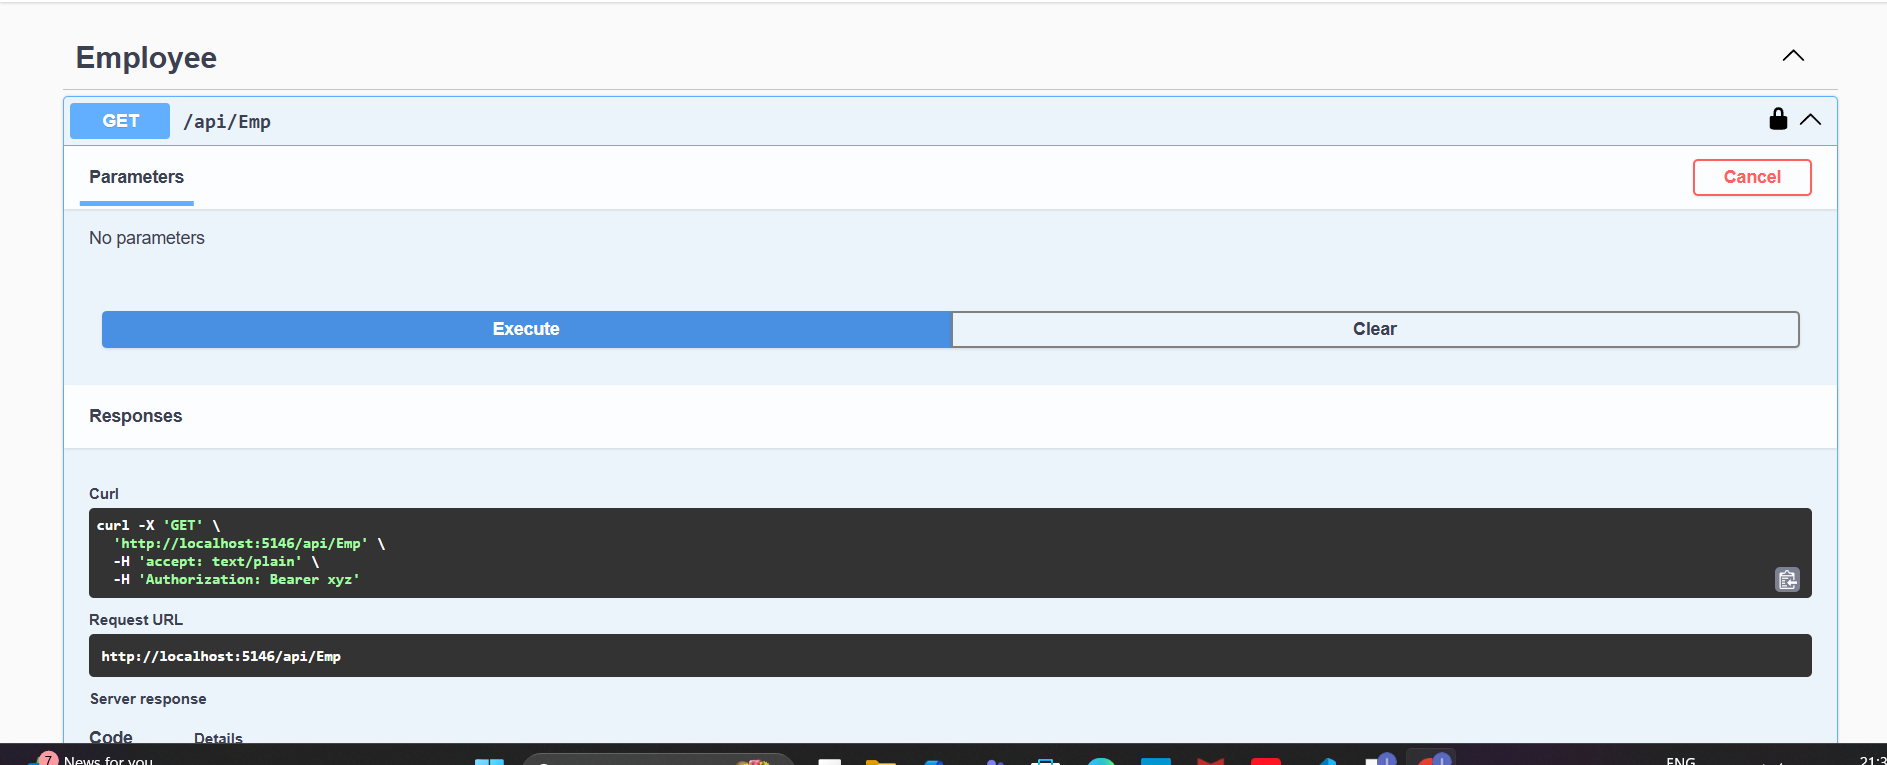 Employee
GET /api/Emp
Parameters
Cancel
No parameters
Execute
Clear
Responses
Curl
curl -X 'GET' \
'http://localhost:5146/api/Emp' \
-H 'accept: text/plain' \
-H 'Authorization: Bearer xyz'
Request URL
http://localhost:5146/api/Emp
Server response
Code Details
7 News for you
ENG